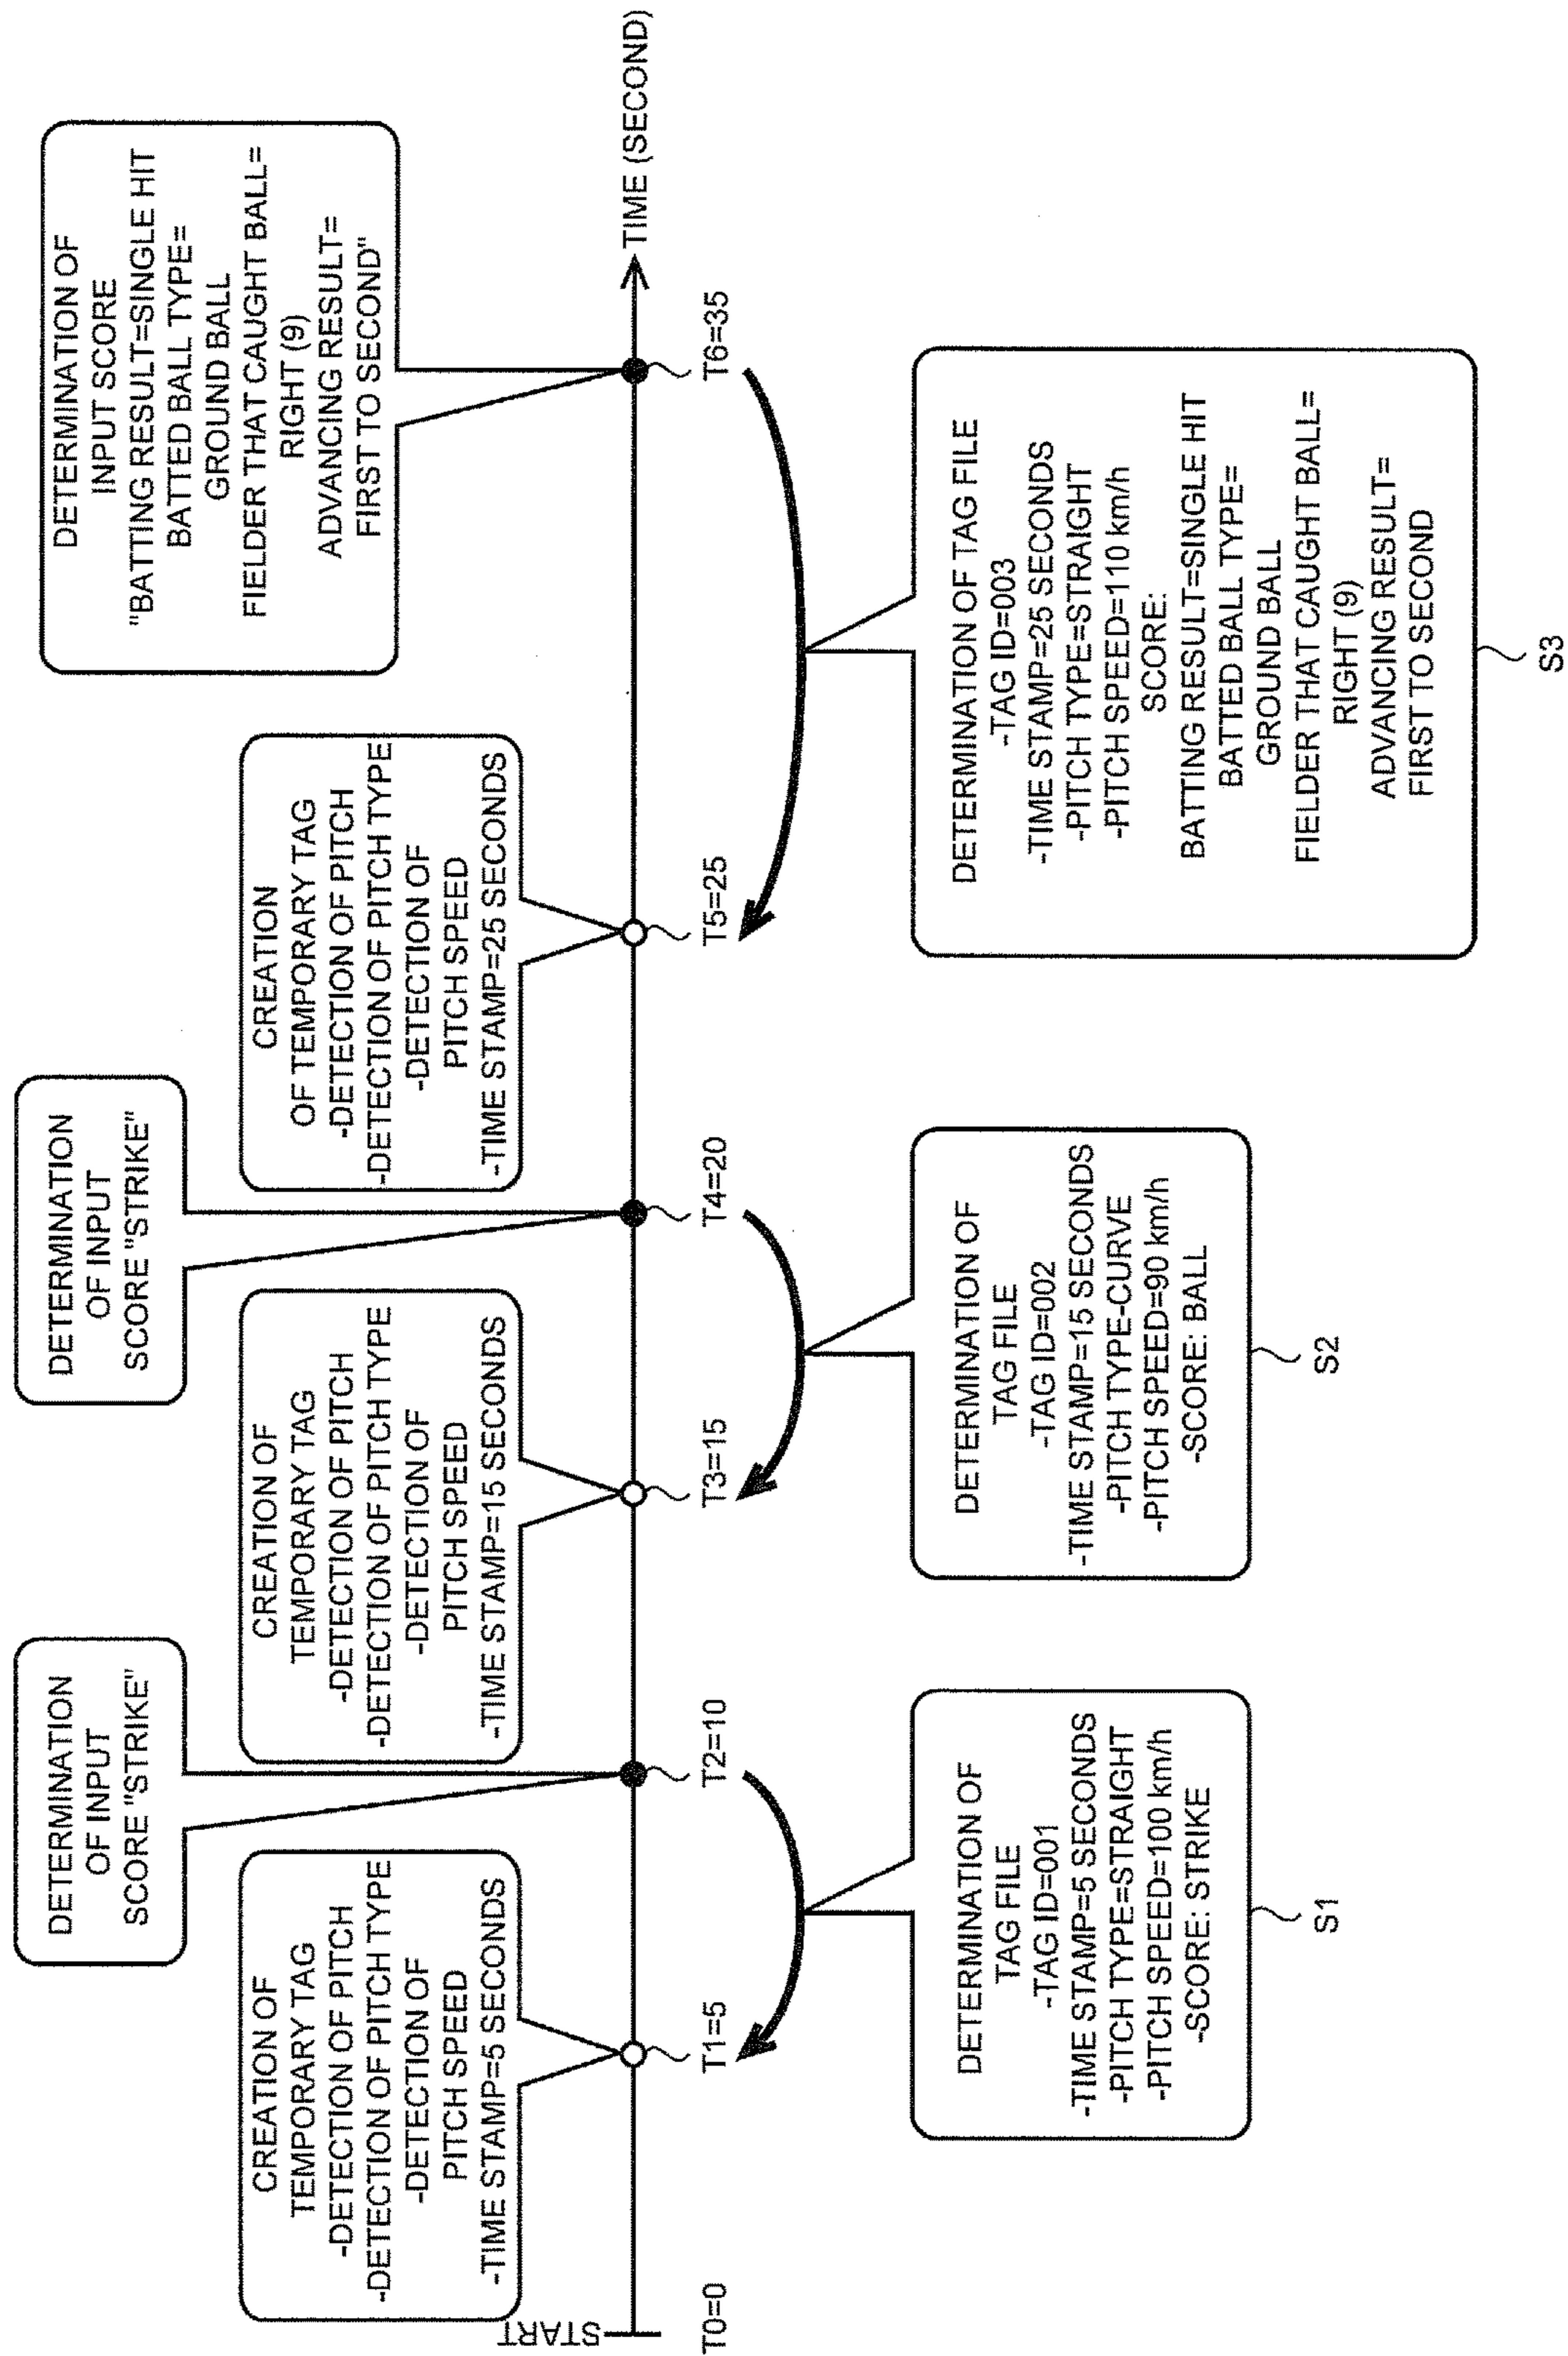 DETERMINATION
OF INPUT
SCORE "STRIKE"
DETERMINATION
OF INPUT
SCORE "STRIKE"
DETERMINATION OF
INPUT SCORE
"BATTING RESULT=SINGLE HIT
BATTED BALL TYPE=
GROUND BALL
FIELDER THAT CAUGHT BALL=
RIGHT (9)
ADVANCING RESULT=
FIRST TO SECOND"
CREATION OF
TEMPORARY TAG
-DETECTION OF PITCH
-DETECTION OF PITCH TYPE
-DETECTION OF
PITCH SPEED
-TIME STAMP=5 SECONDS
CREATION OF
TEMPORARY TAG
-DETECTION OF PITCH
-DETECTION OF PITCH TYPE
-DETECTION OF
PITCH SPEED
-TIME STAMP=15 SECONDS
CREATION
OF TEMPORARY TAG
-DETECTION OF PITCH
-DETECTION OF PITCH TYPE
-DETECTION OF
PITCH SPEED
-TIME STAMP=25 SECONDS
START
TIME (SECOND)
T0=0
T1=5
T2=10
T3=15
T4=20
T5=25
T6=35
DETERMINATION OF
TAG FILE
-TAG ID=001
-TIME STAMP=5 SECONDS
-PITCH TYPE=STRAIGHT
-PITCH SPEED=100 km/h
-SCORE: STRIKE
S1
DETERMINATION OF
TAG FILE
-TAG ID=002
-TIME STAMP=15 SECONDS
-PITCH TYPE-CURVE
-PITCH SPEED=90 km/h
-SCORE: BALL
S2
DETERMINATION OF TAG FILE
-TAG ID=003
-TIME STAMP=25 SECONDS
-PITCH TYPE=STRAIGHT
-PITCH SPEED=110 km/h
SCORE:
BATTING RESULT=SINGLE HIT
BATTED BALL TYPE=
GROUND BALL
FIELDER THAT CAUGHT BALL=
RIGHT (9)
ADVANCING RESULT=
FIRST TO SECOND
S3